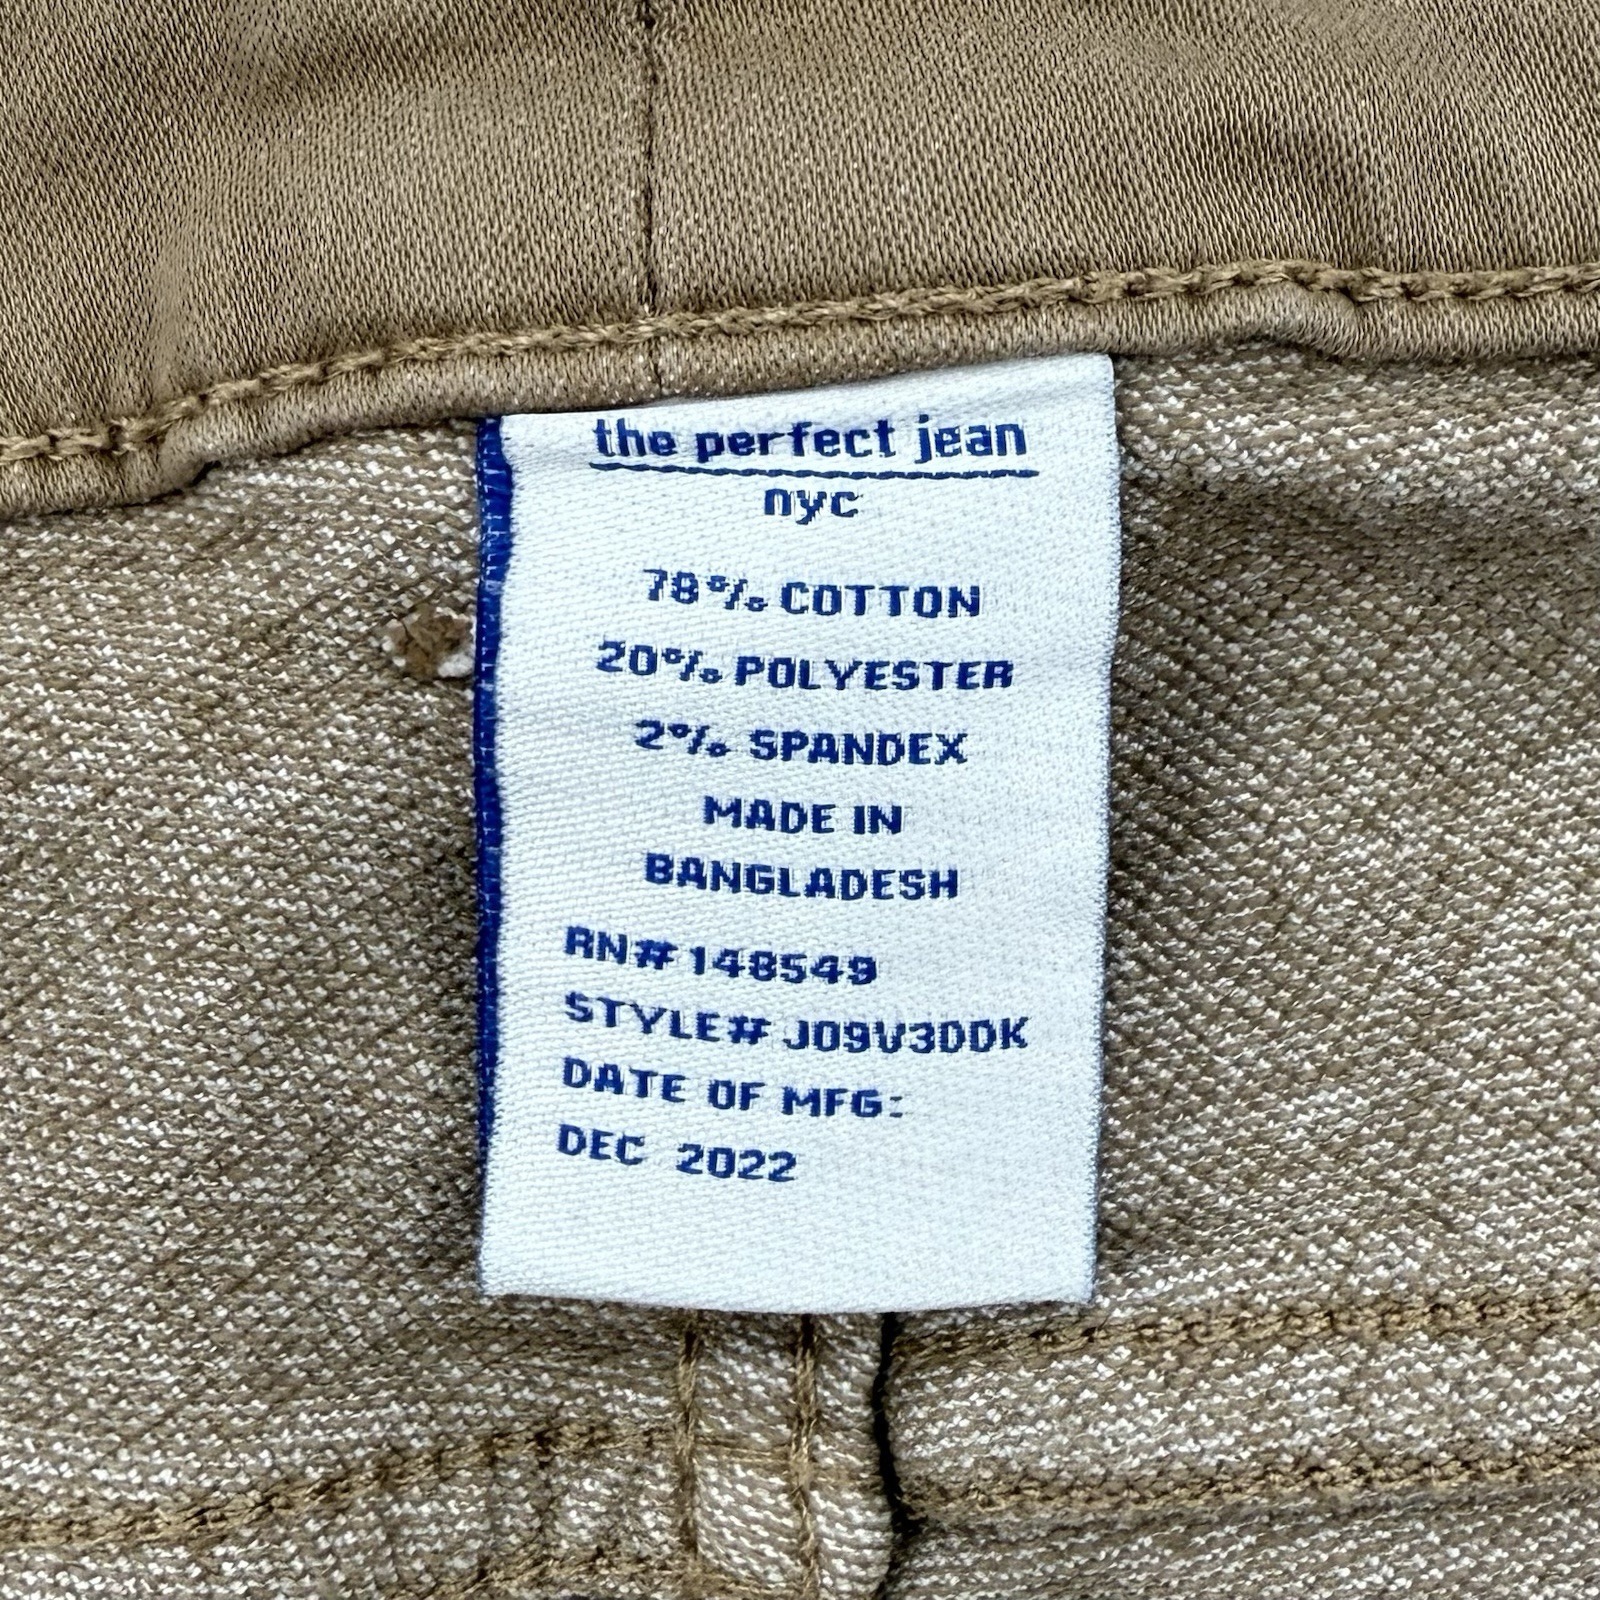 the perfect jean
nyc
78% COTTON
20% POLYESTER
2% SPANDEX
MADE IN
BANGLADESH
RN# 148549
STYLE# J09V3DDK
DATE OF MFG:
DEC 2022